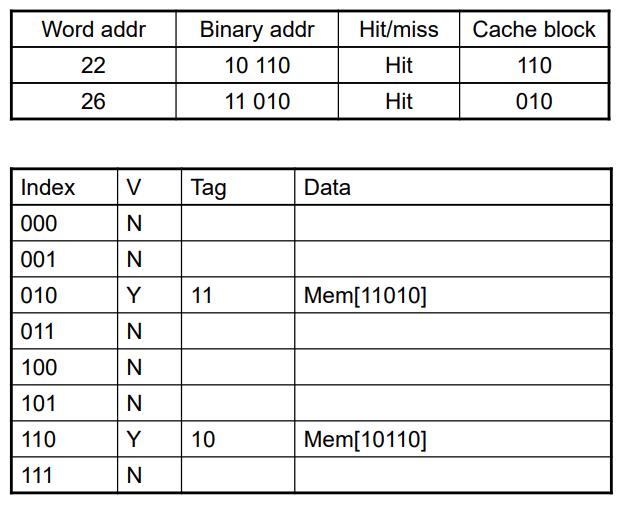 Word addr Binary addr Hit/miss Cache block
22 10 110 Hit 110
26 11 010 Hit 010
Index V Tag Data
000 N
001 N
010 Y 11 Mem[11010]
011 N
100 N
101 N
110 Y 10 Mem[10110]
111 N